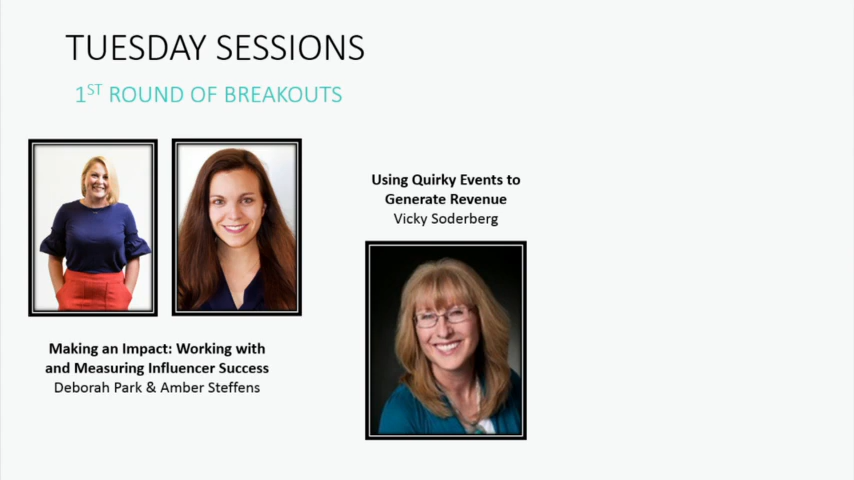 TUESDAY SESSIONS
1ST ROUND OF BREAKOUTS
Making an Impact: Working with
and Measuring Influencer Success
Deborah Park & Amber Steffens
Using Quirky Events to
Generate Revenue
Vicky Soderberg